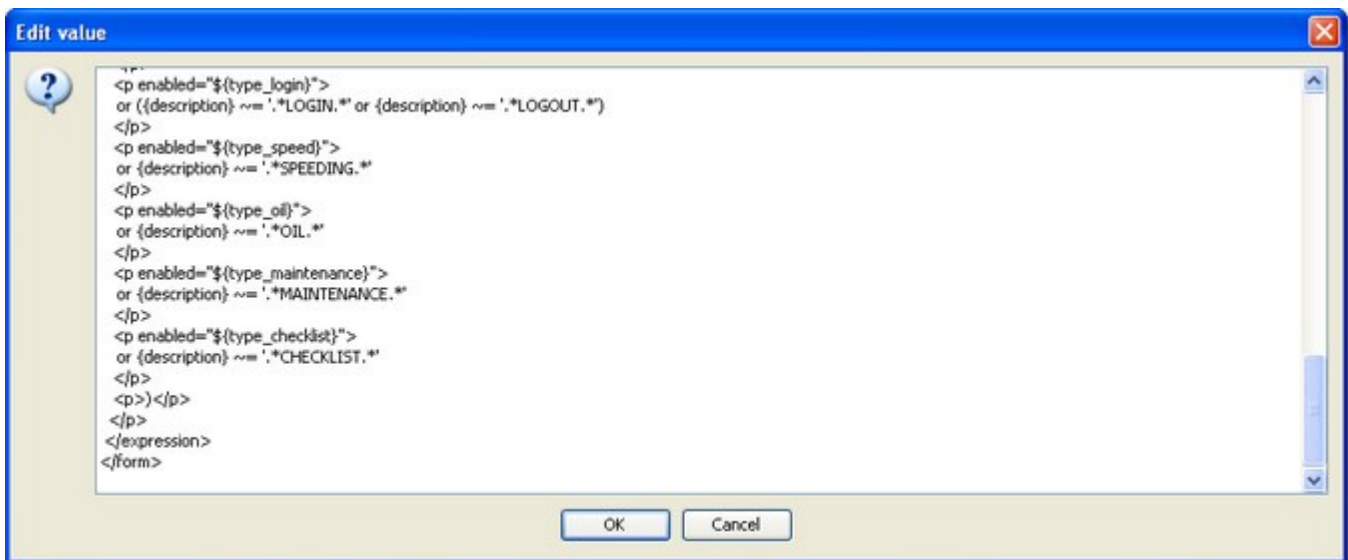 Edit value
<p enabled="${type_login}">
or ({description} ~= '.*LOGIN.*' or {description} ~= '.*LOGOUT.*')
</p>
<p enabled="${type_speed}">
or {description} ~= '.*SPEEDING.*'
</p>
<p enabled="${type_oil}">
or {description} ~= '.*OIL.*'
</p>
<p enabled="${type_maintenance}">
or {description} ~= '.*MAINTENANCE.*'
</p>
<p enabled="${type_checklist}">
or {description} ~= '.*CHECKLIST.*'
</p>
<p>)</p>
</p>
</expression>
</form>
OK
Cancel